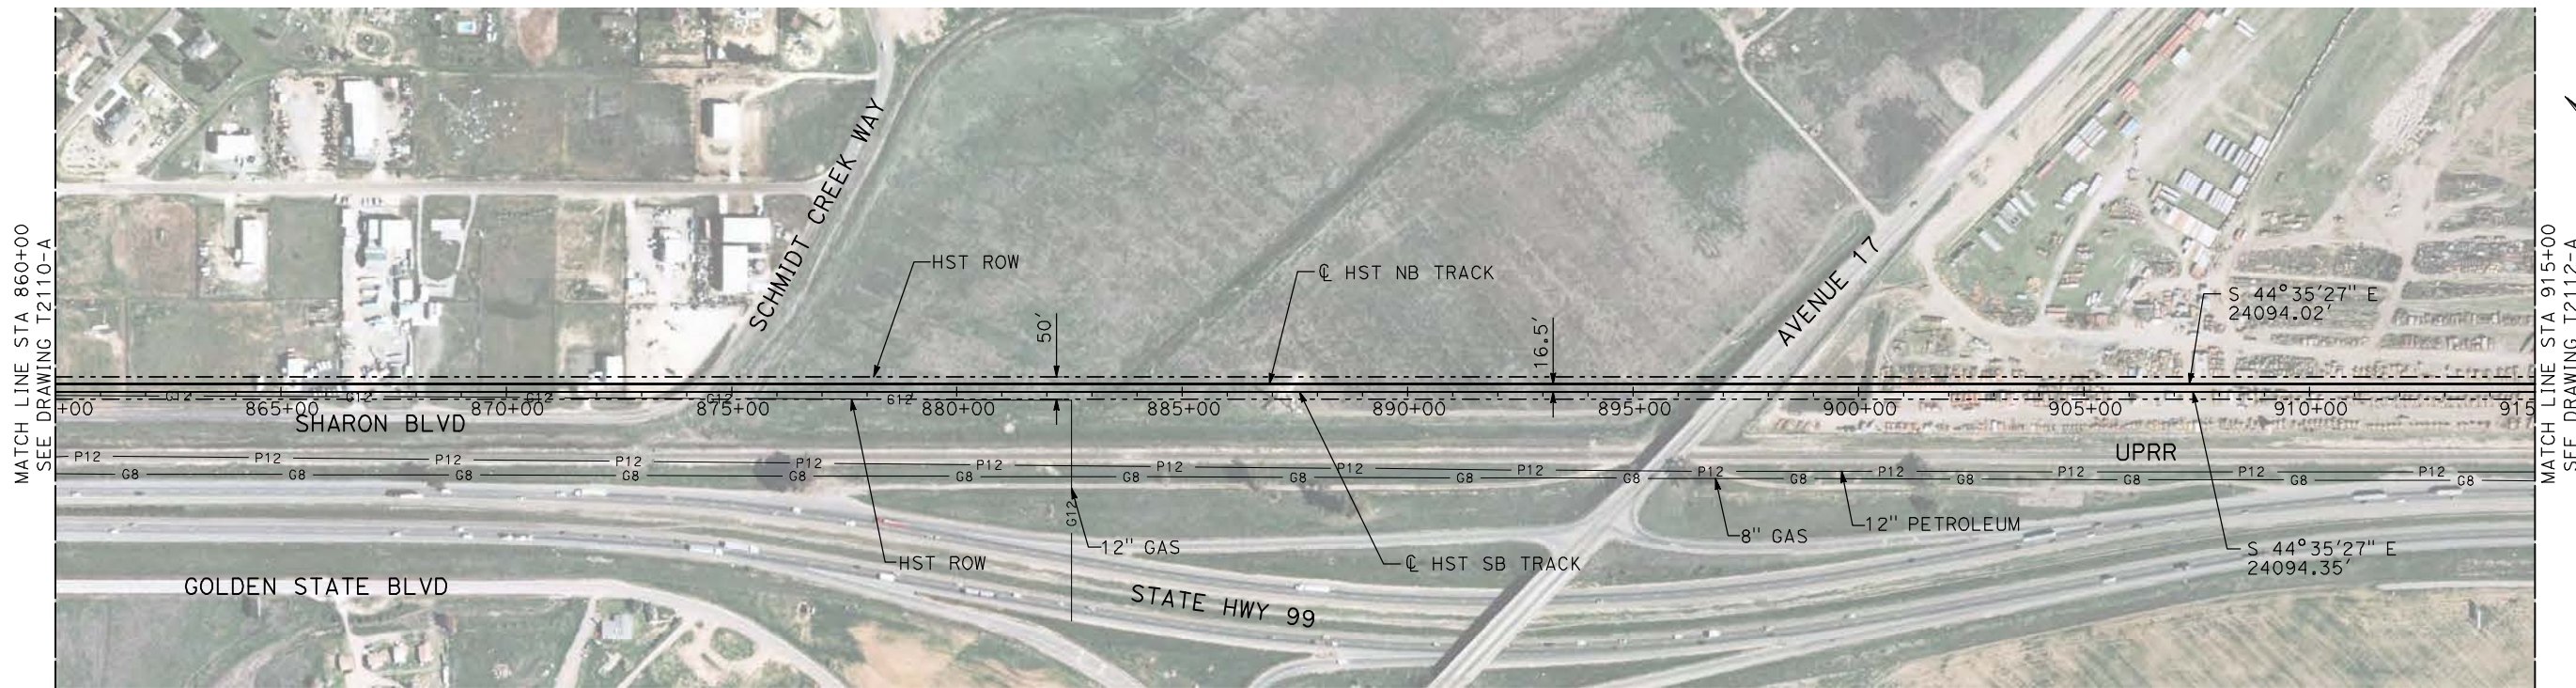 MATCH LINE STA 860+00
SEE DRAWING T2110-A
SCHMIDT CREEK WAY
HST ROW
50'
℄ HST NB TRACK
16.5'
AVENUE 17
S 44°35'27" E
24094.02'
G12 G12 G12 G12 G12
+00 865+00 870+00 875+00 880+00 885+00 890+00 895+00 900+00 905+00 910+00 915
SHARON BLVD
UPRR
P12 P12 P12 P12 P12 P12 P12 P12 P12 P12 P12 P12 P12 P12
G8 G8 G8 G8 G8 G8 G8 G8 G8 G8 G8 G8 G8 G8 G8
G12
12" GAS
HST ROW
℄ HST SB TRACK
8" GAS
12" PETROLEUM
S 44°35'27" E
24094.35'
GOLDEN STATE BLVD
STATE HWY 99
MATCH LINE STA 915+00
SEE DRAWING T2112-A